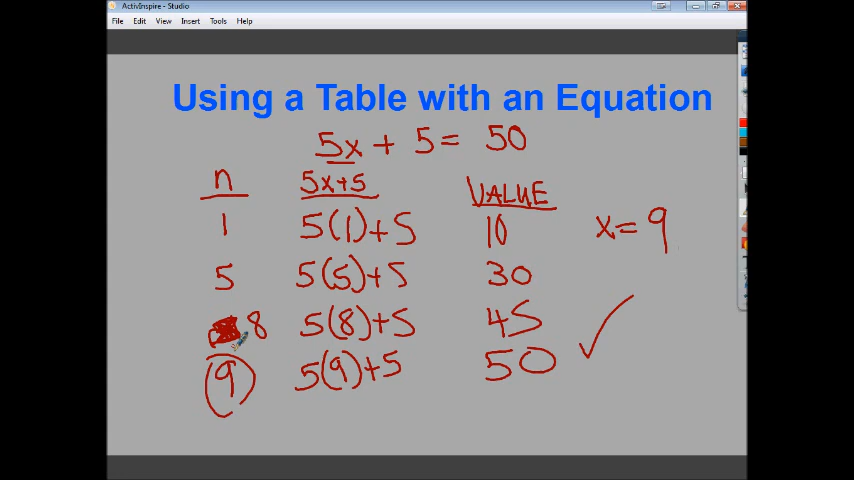 ActivInspire - Studio
File Edit View Insert Tools Help
Using a Table with an Equation
5x + 5 = 50
n 5x+5 VALUE
1 5(1)+5 10 x=9
5 5(5)+5 30
8 5(8)+5 45
9 5(9)+5 50